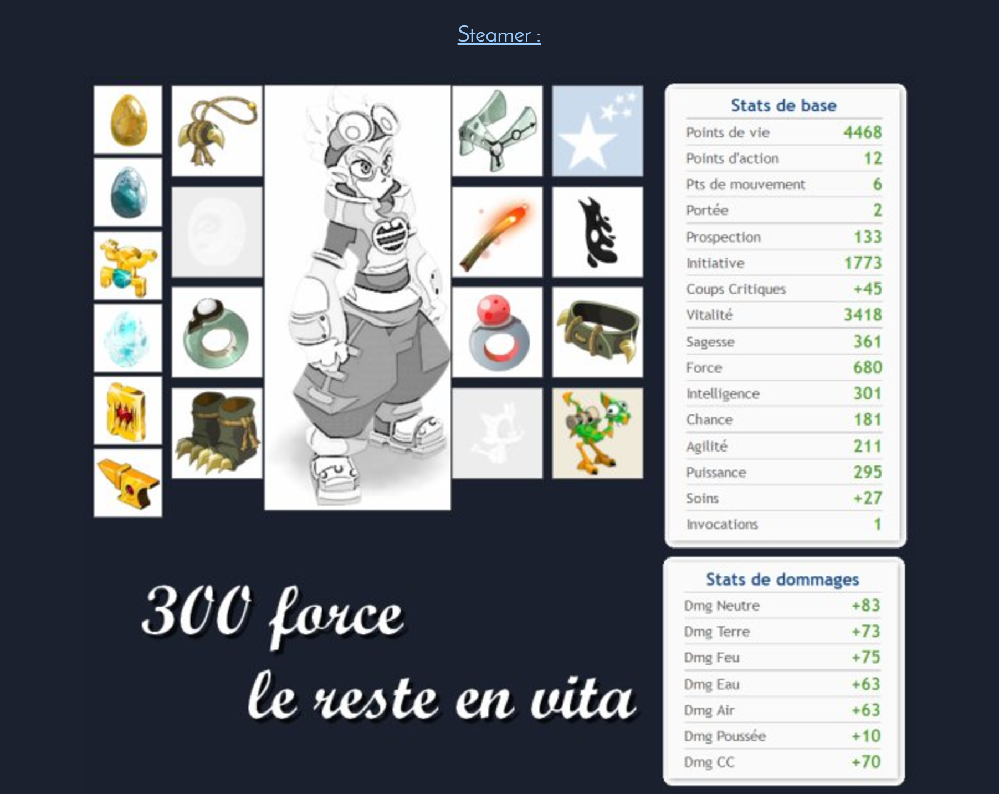 Steamer :
Stats de base
Points de vie 4468
Points d'action 12
Pts de mouvement 6
Portée 2
Prospection 133
Initiative 1773
Coups Critiques +45
Vitalité 3418
Sagesse 361
Force 680
Intelligence 301
Chance 181
Agilité 211
Puissance 295
Soins +27
Invocations 1
300 force
le reste en vita
Stats de dommages
Dmg Neutre +83
Dmg Terre +73
Dmg Feu +75
Dmg Eau +63
Dmg Air +63
Dmg Poussée +10
Dmg CC +70